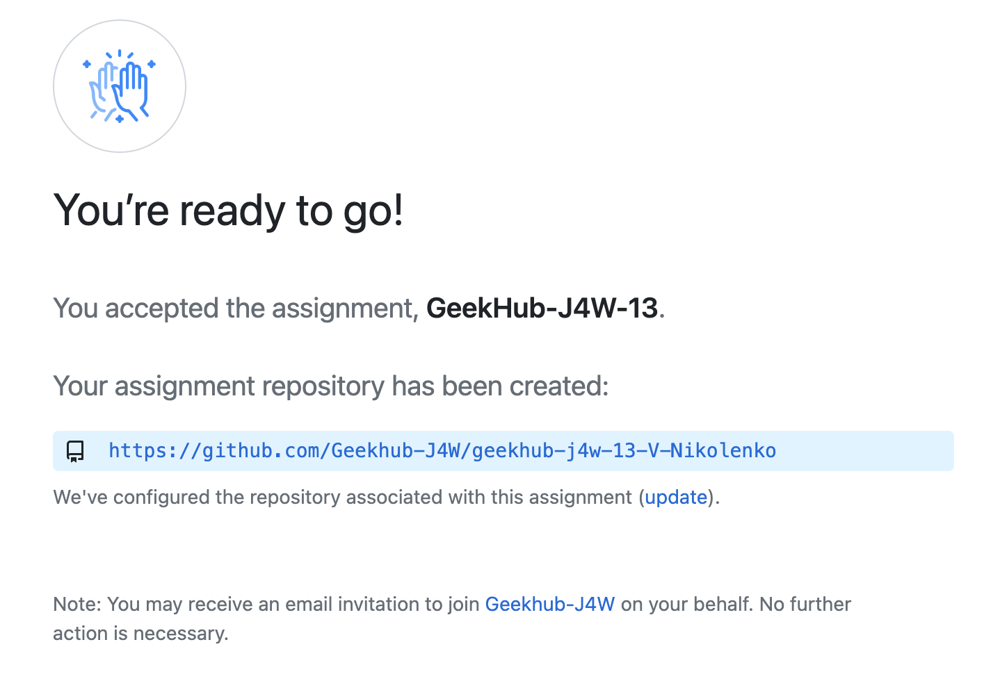 You’re ready to go!
You accepted the assignment, GeekHub-J4W-13.
Your assignment repository has been created:
https://github.com/Geekhub-J4W/geekhub-j4w-13-V-Nikolenko
We've configured the repository associated with this assignment (update).
Note: You may receive an email invitation to join Geekhub-J4W on your behalf. No further
action is necessary.